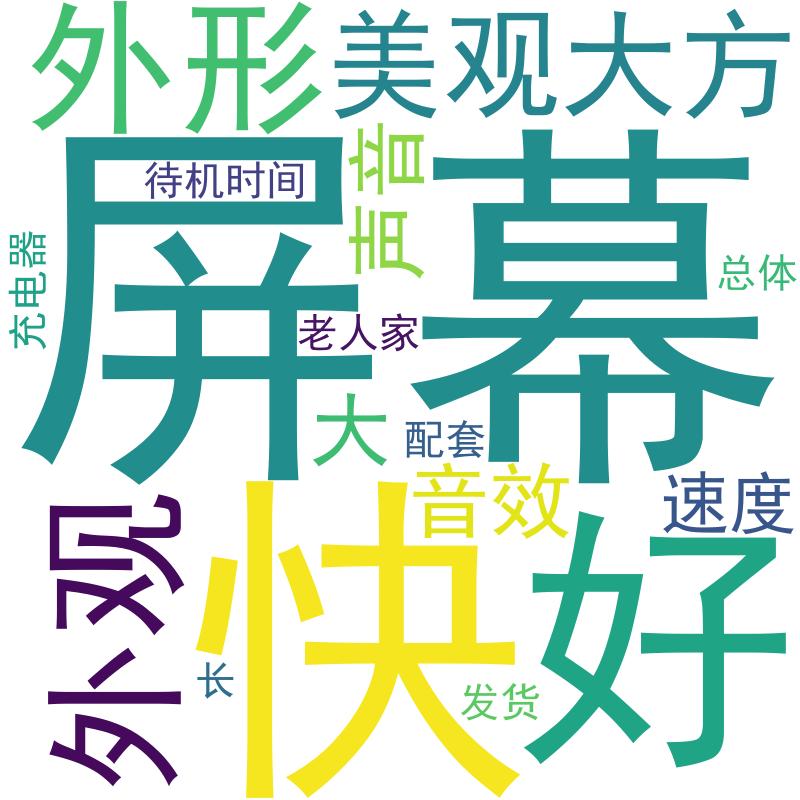 外形
美观大方
屏幕
待机时间
声音
充电器
总体
老人家
大
配套
音效
速度
外观
快
好
长
发货